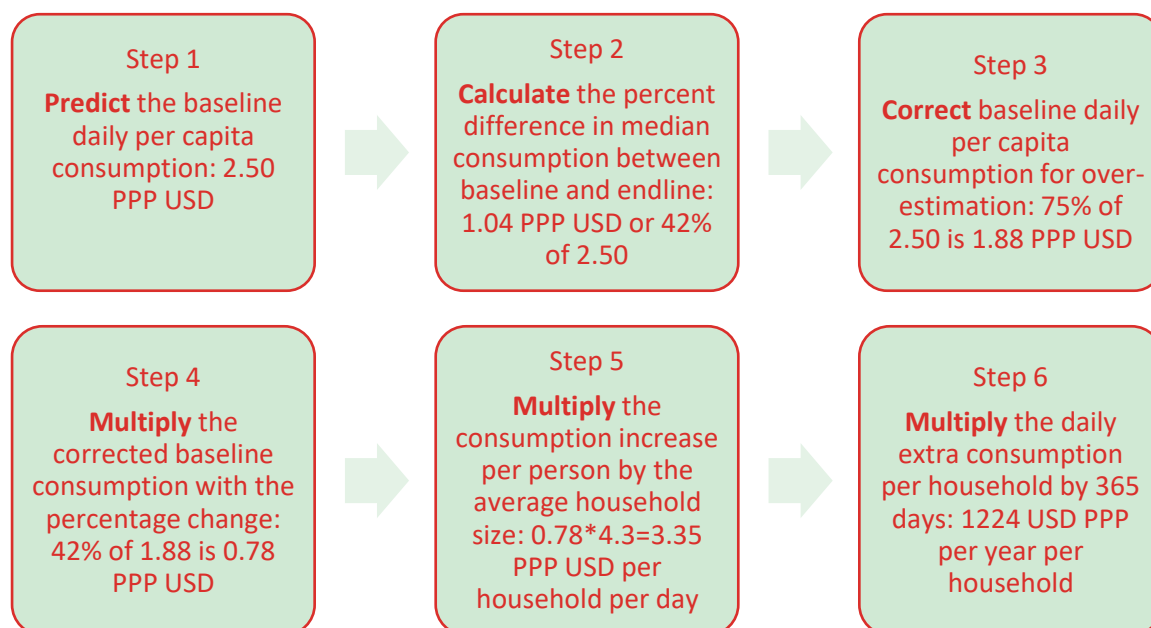 Step 1
Predict the baseline
daily per capita
consumption: 2.50
PPP USD
Step 2
Calculate the percent
difference in median
consumption between
baseline and endline:
1.04 PPP USD or 42%
of 2.50
Step 3
Correct baseline daily
per capita
consumption for over-
estimation: 75% of
2.50 is 1.88 PPP USD
Step 4
Multiply the
corrected baseline
consumption with the
percentage change:
42% of 1.88 is 0.78
PPP USD
Step 5
Multiply the
consumption increase
per person by the
average household
size: 0.78*4.3=3.35
PPP USD per
household per day
Step 6
Multiply the daily
extra consumption
per household by 365
days: 1224 USD PPP
per year per
household